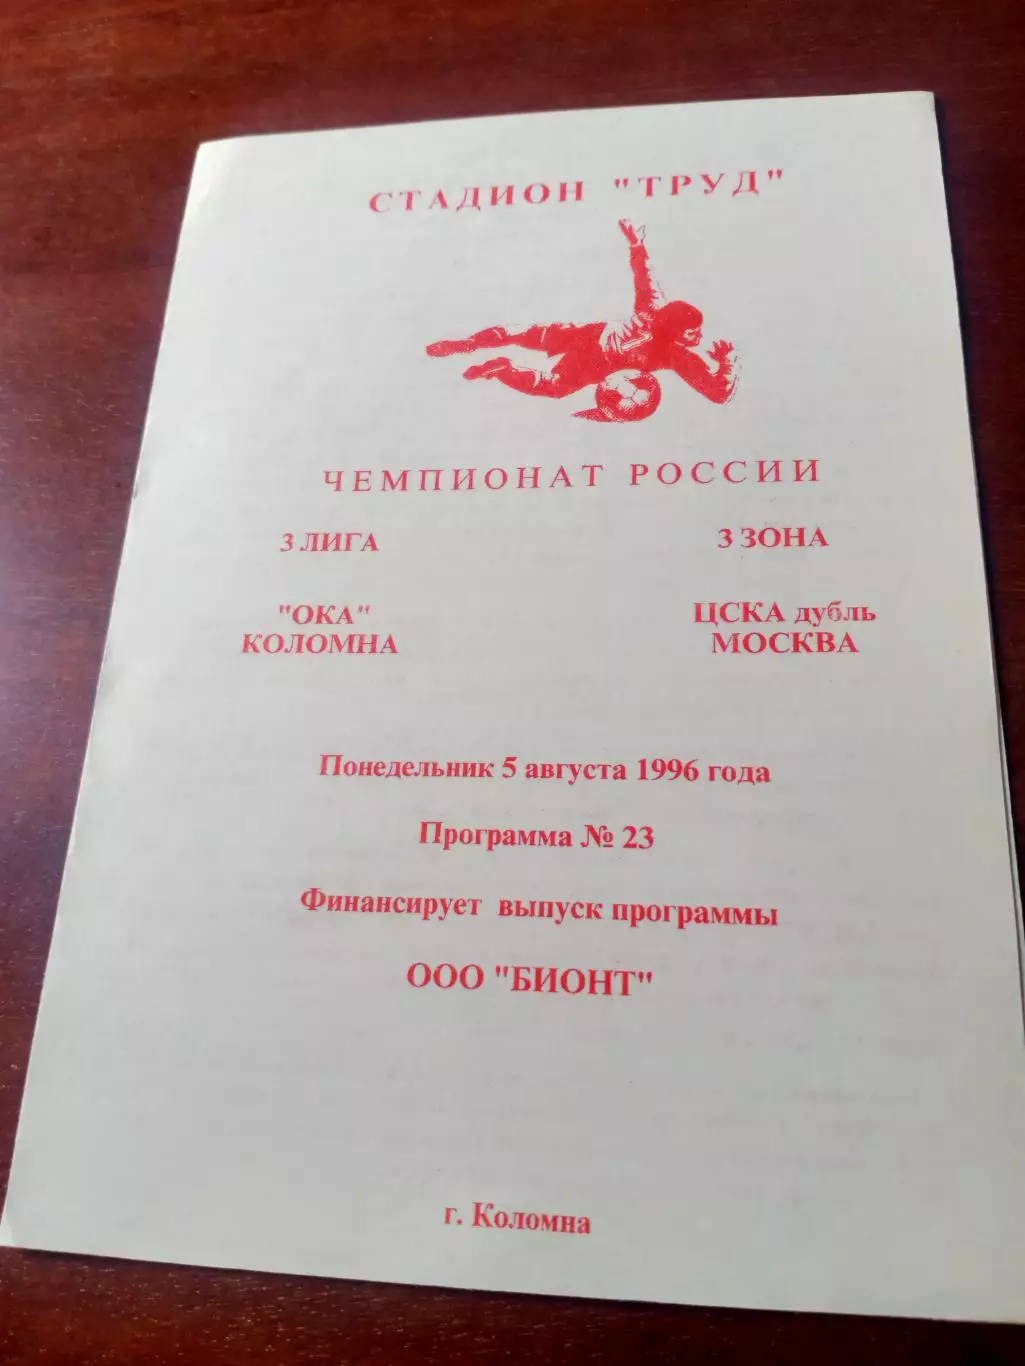 СТАДИОН "ТРУД"
ЧЕМПИОНАТ РОССИИ
3 ЛИГА 3 ЗОНА
"ОКА" ЦСКА дубль
КОЛОМНА МОСКВА
Понедельник 5 августа 1996 года
Программа № 23
Финансирует выпуск программы
ООО "БИОНТ"
г. Коломна